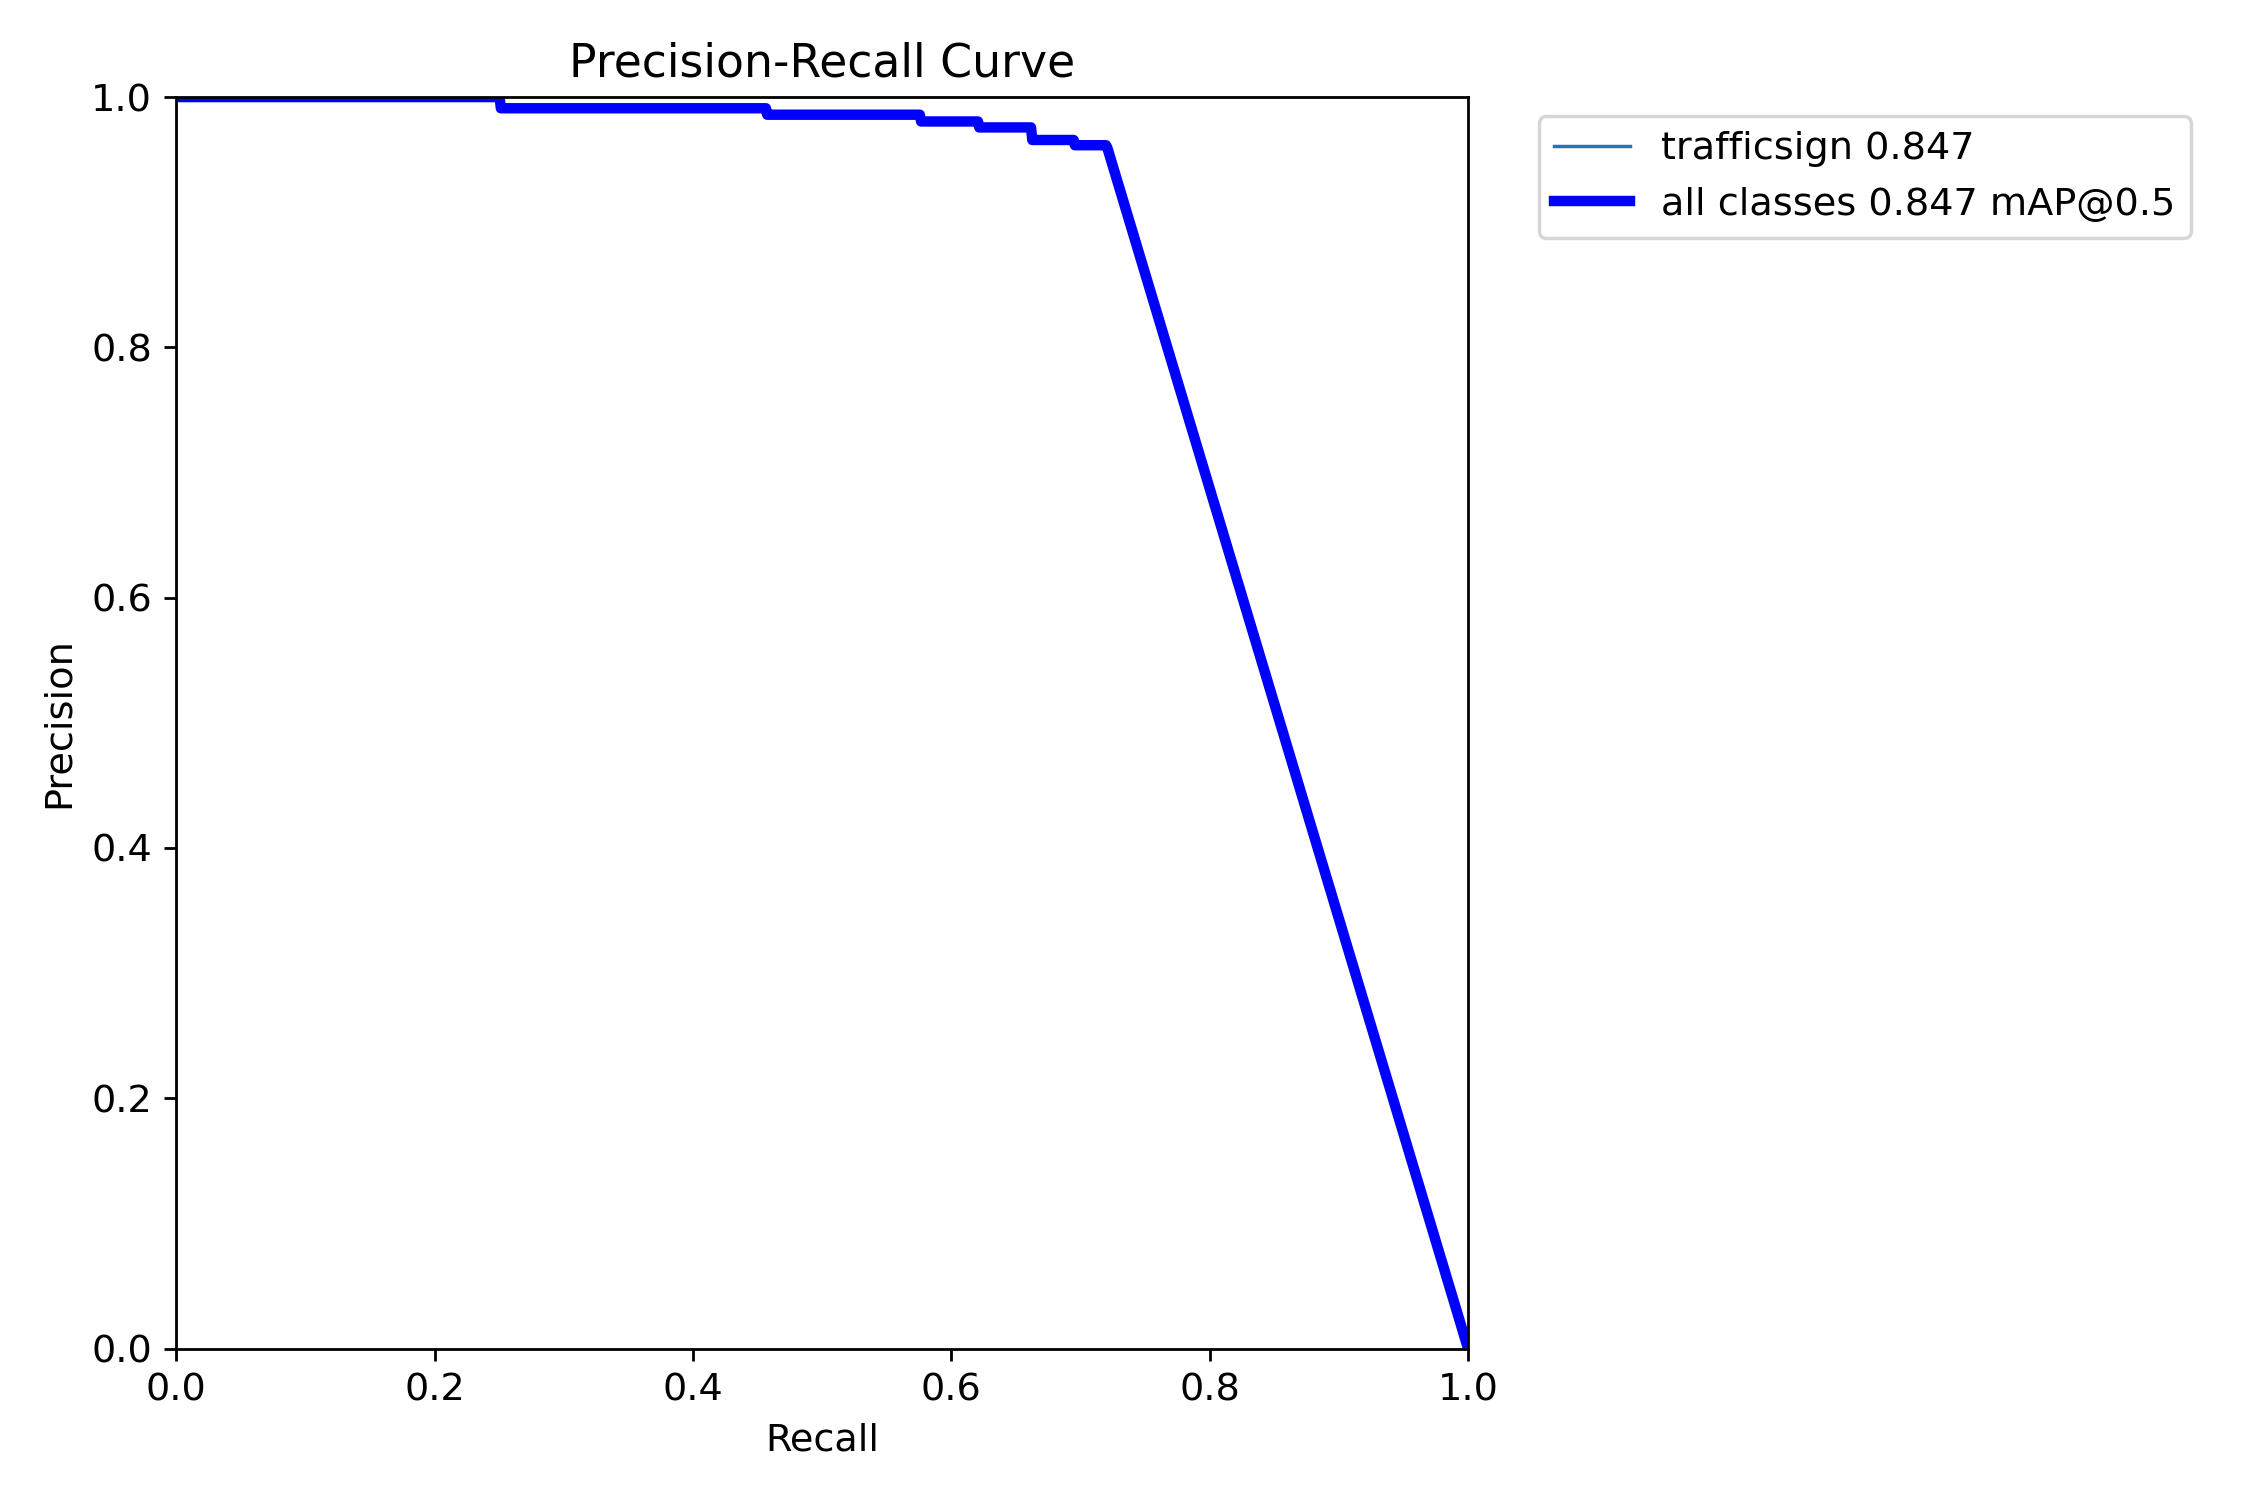 Precision-Recall Curve
1.0
0.8
0.6
0.4
0.2
0.0
Precision
0.0 0.2 0.4 0.6 0.8 1.0
Recall
trafficsign 0.847
all classes 0.847 mAP@0.5